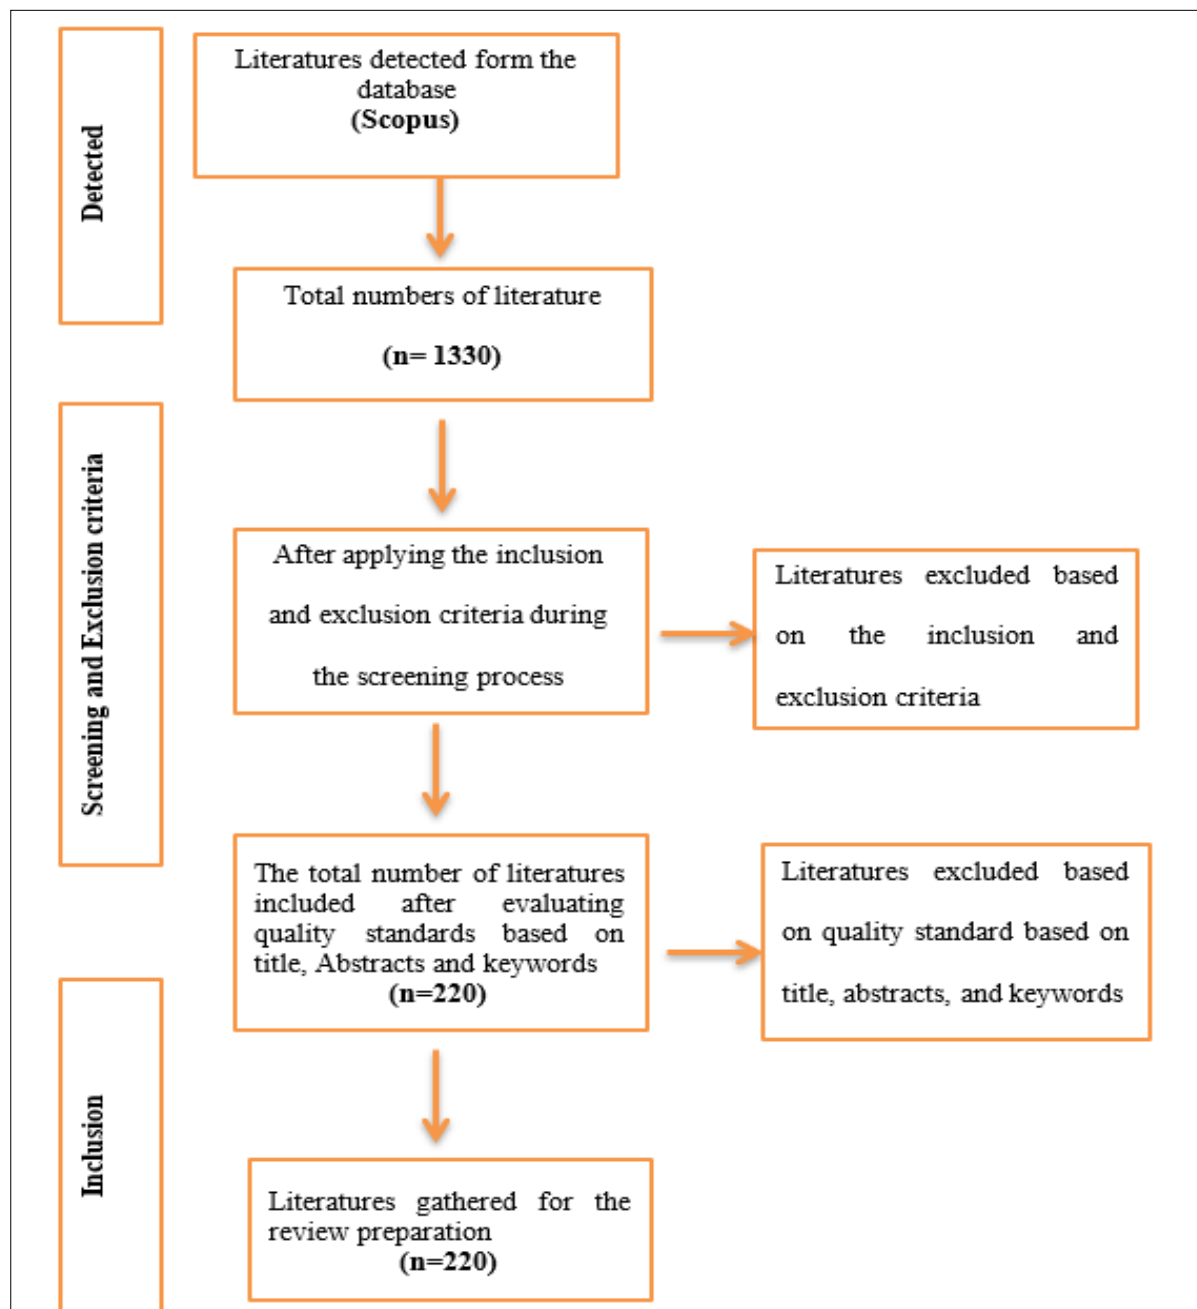 Detected
Literatures detected form the
database
(Scopus)
Total numbers of literature
(n= 1330)
Screening and Exclusion criteria
After applying the inclusion
and exclusion criteria during
the screening process
Literatures excluded based
on the inclusion and
exclusion criteria
The total number of literatures
included after evaluating
quality standards based on
title, Abstracts and keywords
(n=220)
Literatures excluded based
on quality standard based on
title, abstracts, and keywords
Inclusion
Literatures gathered for the
review preparation
(n=220)